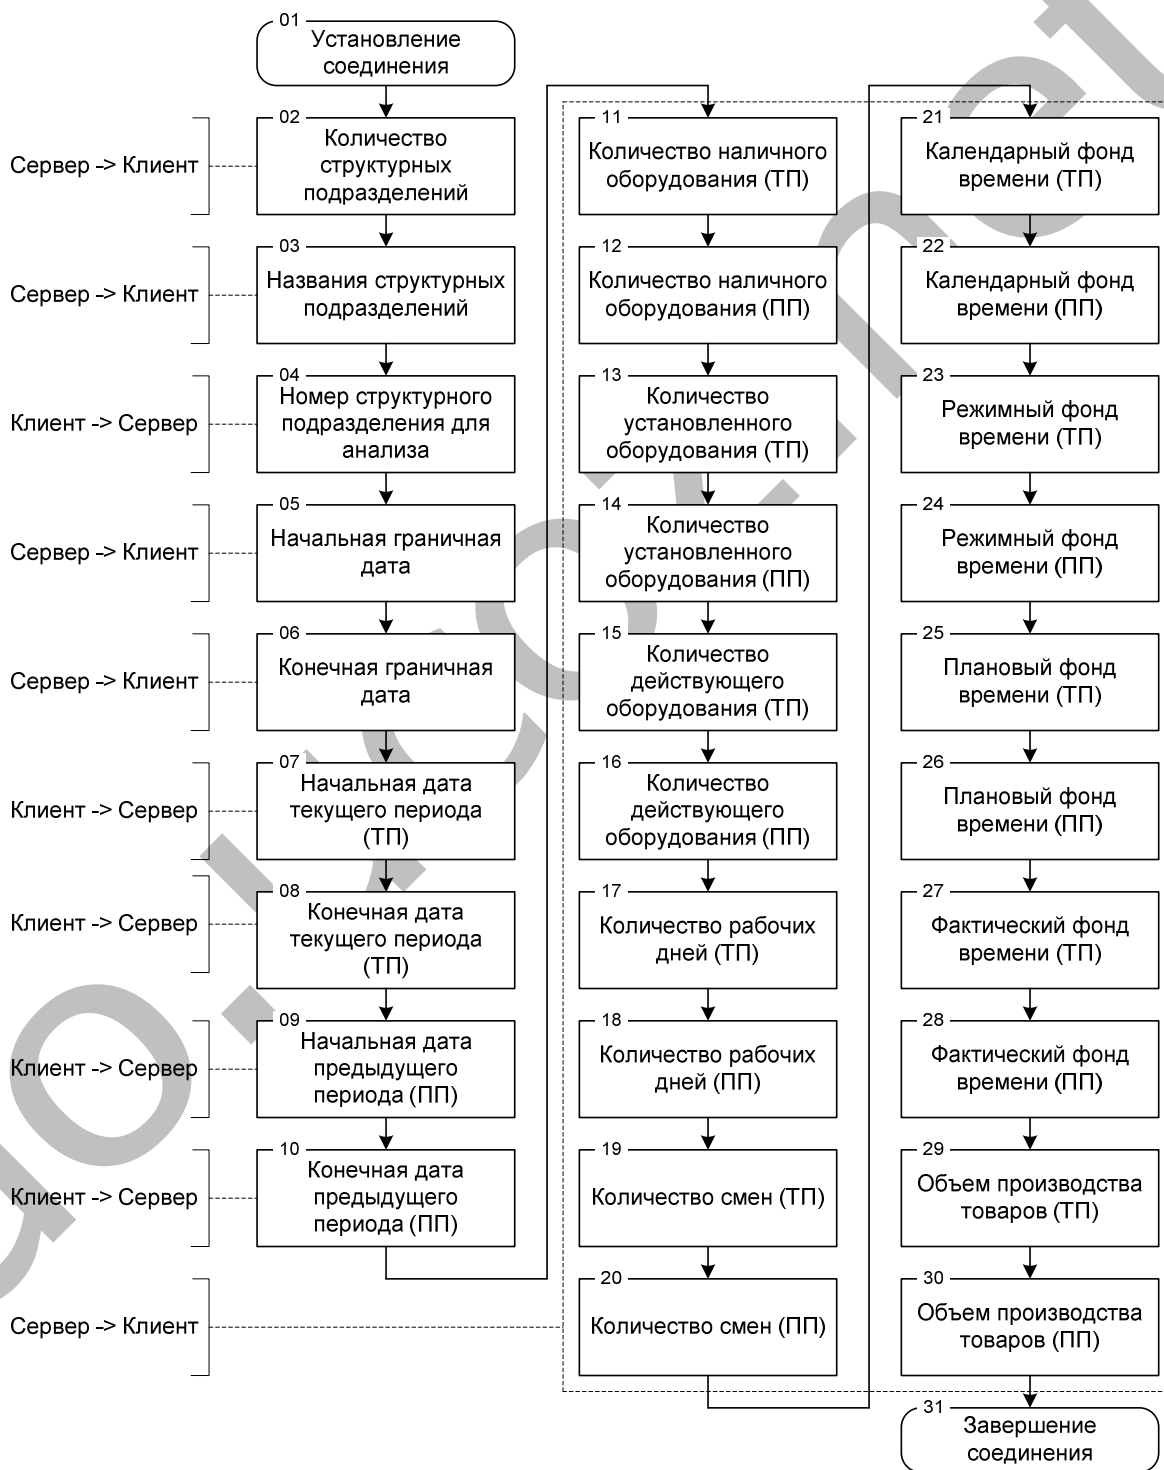 01
Установление
соединения
Сервер -> Клиент
02
Количество
структурных
подразделений
Сервер -> Клиент
03
Названия структурных
подразделений
Клиент -> Сервер
04
Номер структурного
подразделения для
анализа
Сервер -> Клиент
05
Начальная граничная
дата
Сервер -> Клиент
06
Конечная граничная
дата
Клиент -> Сервер
07
Начальная дата
текущего периода
(ТП)
Клиент -> Сервер
08
Конечная дата
текущего периода
(ТП)
Клиент -> Сервер
09
Начальная дата
предыдущего
периода (ПП)
Клиент -> Сервер
10
Конечная дата
предыдущего
периода (ПП)
Сервер -> Клиент
11
Количество наличного
оборудования (ТП)
12
Количество наличного
оборудования (ПП)
13
Количество
установленного
оборудования (ТП)
14
Количество
установленного
оборудования (ПП)
15
Количество
действующего
оборудования (ТП)
16
Количество
действующего
оборудования (ПП)
17
Количество рабочих
дней (ТП)
18
Количество рабочих
дней (ПП)
19
Количество смен (ТП)
20
Количество смен (ПП)
21
Календарный фонд
времени (ТП)
22
Календарный фонд
времени (ПП)
23
Режимный фонд
времени (ТП)
24
Режимный фонд
времени (ПП)
25
Плановый фонд
времени (ТП)
26
Плановый фонд
времени (ПП)
27
Фактический фонд
времени (ТП)
28
Фактический фонд
времени (ПП)
29
Объем производства
товаров (ТП)
30
Объем производства
товаров (ПП)
31
Завершение
соединения